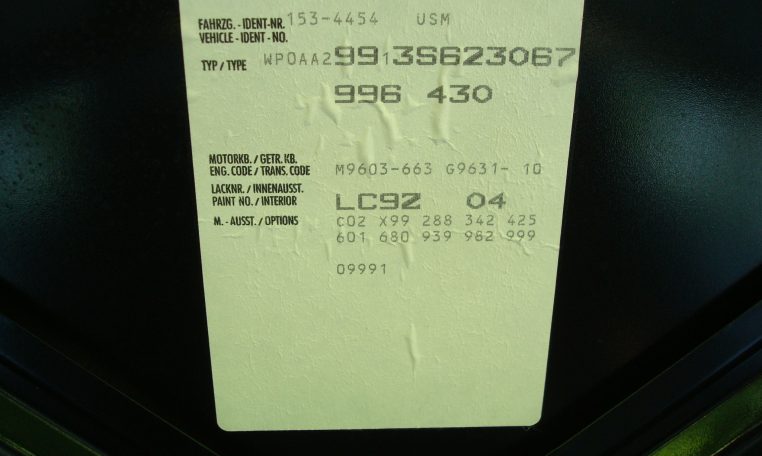 FAHRZG. - IDENT-NR. 153-4454 USM
VEHICLE - IDENT - NO.
TYP / TYPE WP0AA29913S623067
996 430
MOTORKB. / GETR. KB.
ENG. CODE / TRANS. CODE M9603-663 G9631- 10
LACKNR. / INNENAUSST.
PAINT NO. / INTERIOR LC9Z 04
M. - AUSST. / OPTIONS C02 X99 288 342 425
601 680 939 982 999
09991